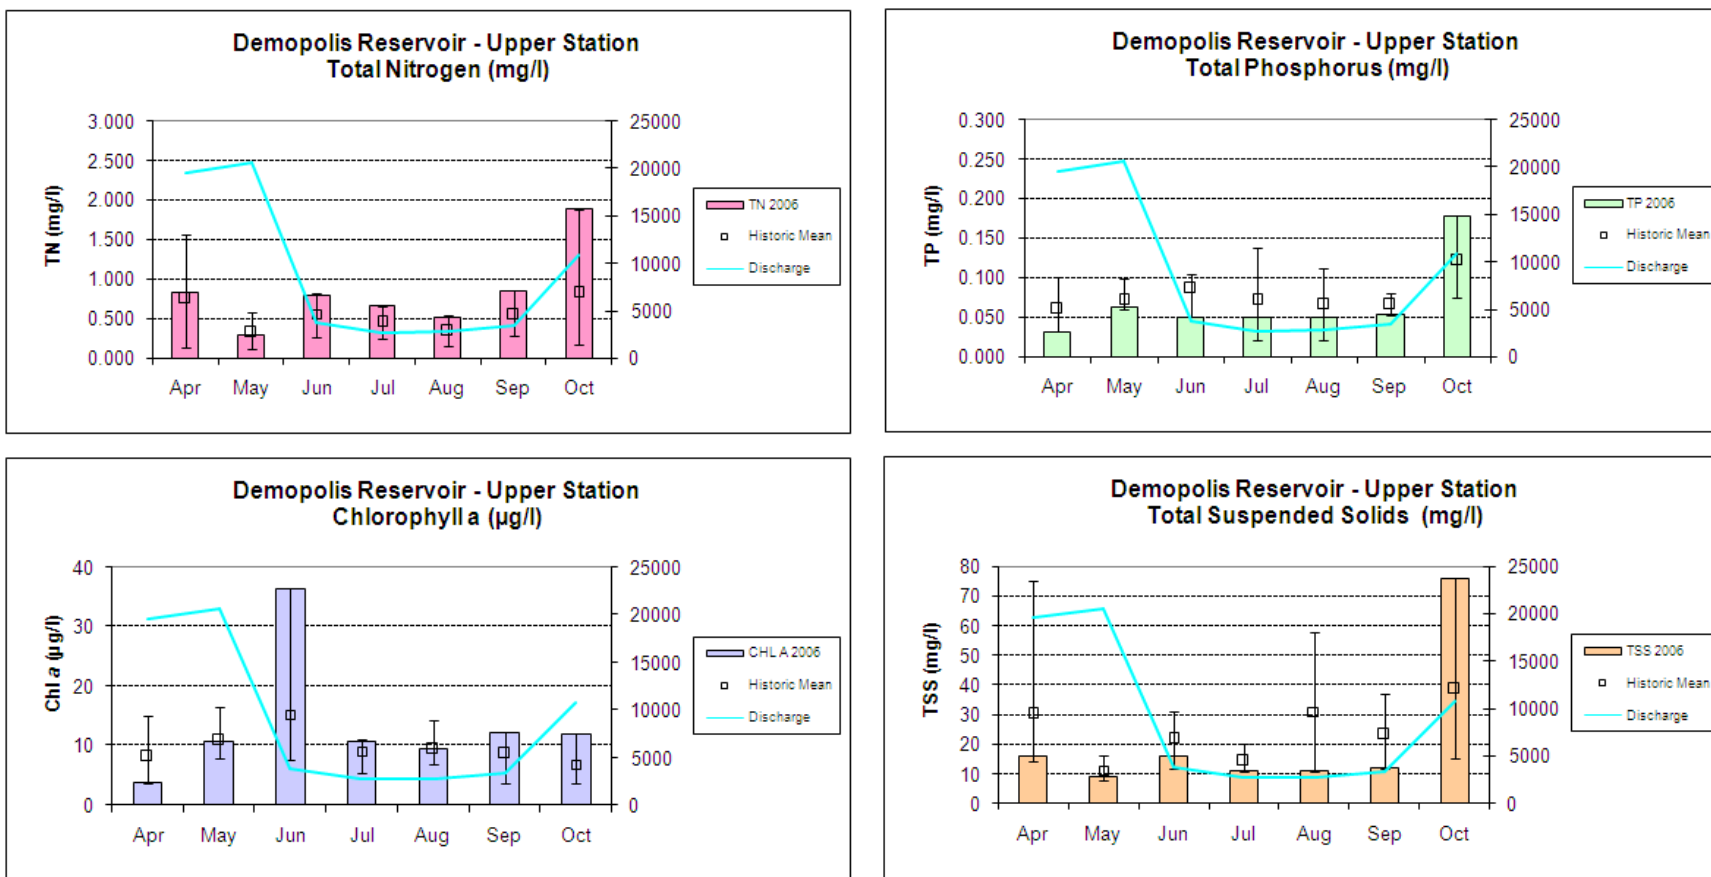 Demopolis Reservoir - Upper Station
Total Nitrogen (mg/l)
TN (mg/l)
3.000
2.500
2.000
1.500
1.000
0.500
0.000
25000
20000
15000
10000
5000
0
Apr May Jun Jul Aug Sep Oct
TN 2006
Historic Mean
Discharge
Demopolis Reservoir - Upper Station
Total Phosphorus (mg/l)
TP (mg/l)
0.300
0.250
0.200
0.150
0.100
0.050
0.000
25000
20000
15000
10000
5000
0
Apr May Jun Jul Aug Sep Oct
TP 2006
Historic Mean
Discharge
Demopolis Reservoir - Upper Station
Chlorophyll a (µg/l)
Chl a (µg/l)
40
30
20
10
0
25000
20000
15000
10000
5000
0
Apr May Jun Jul Aug Sep Oct
CHL A 2006
Historic Mean
Discharge
Demopolis Reservoir - Upper Station
Total Suspended Solids (mg/l)
TSS (mg/l)
80
70
60
50
40
30
20
10
0
25000
20000
15000
10000
5000
0
Apr May Jun Jul Aug Sep Oct
TSS 2006
Historic Mean
Discharge